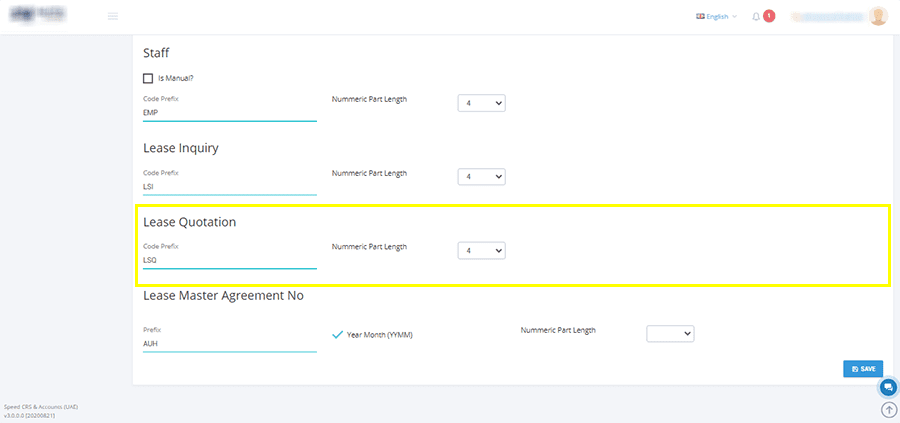 English
1
Staff
Is Manual?
Code Prefix
Nummeric Part Length
4
EMP
Lease Inquiry
Code Prefix
Nummeric Part Length
4
LSI
Lease Quotation
Code Prefix
Nummeric Part Length
4
LSQ
Lease Master Agreement No
Prefix
Year Month (YYMM)
Nummeric Part Length
AUH
SAVE
Speed CRS & Accounts (UAE)
v3.0.0.0 [20200821]